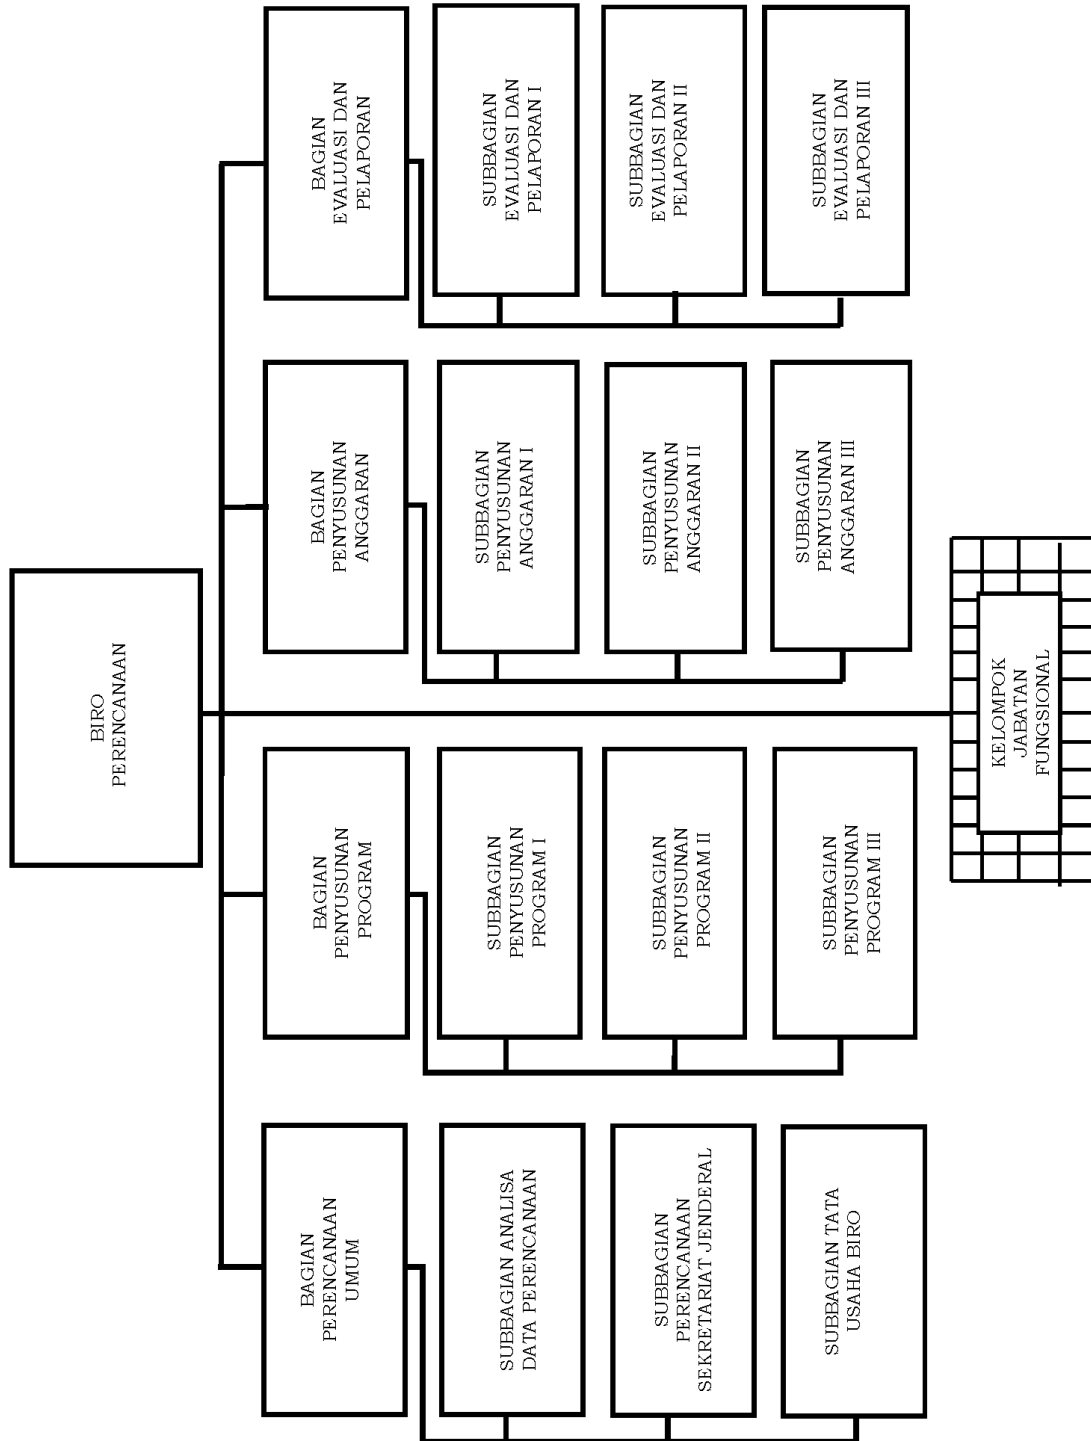 BIRO
PERENCANAAN
BAGIAN
PERENCANAAN
UMUM
SUBBAGIAN ANALISA
DATA PERENCANAAN
SUBBAGIAN
PERENCANAAN
SEKRETARIAT JENDERAL
SUBBAGIAN TATA
USAHA BIRO
BAGIAN
PENYUSUNAN
PROGRAM
SUBBAGIAN
PENYUSUNAN
PROGRAM I
SUBBAGIAN
PENYUSUNAN
PROGRAM II
SUBBAGIAN
PENYUSUNAN
PROGRAM III
BAGIAN
PENYUSUNAN
ANGGARAN
SUBBAGIAN
PENYUSUNAN
ANGGARAN I
SUBBAGIAN
PENYUSUNAN
ANGGARAN II
SUBBAGIAN
PENYUSUNAN
ANGGARAN III
BAGIAN
EVALUASI DAN
PELAPORAN
SUBBAGIAN
EVALUASI DAN
PELAPORAN I
SUBBAGIAN
EVALUASI DAN
PELAPORAN II
SUBBAGIAN
EVALUASI DAN
PELAPORAN III
KELOMPOK
JABATAN
FUNGSIONAL